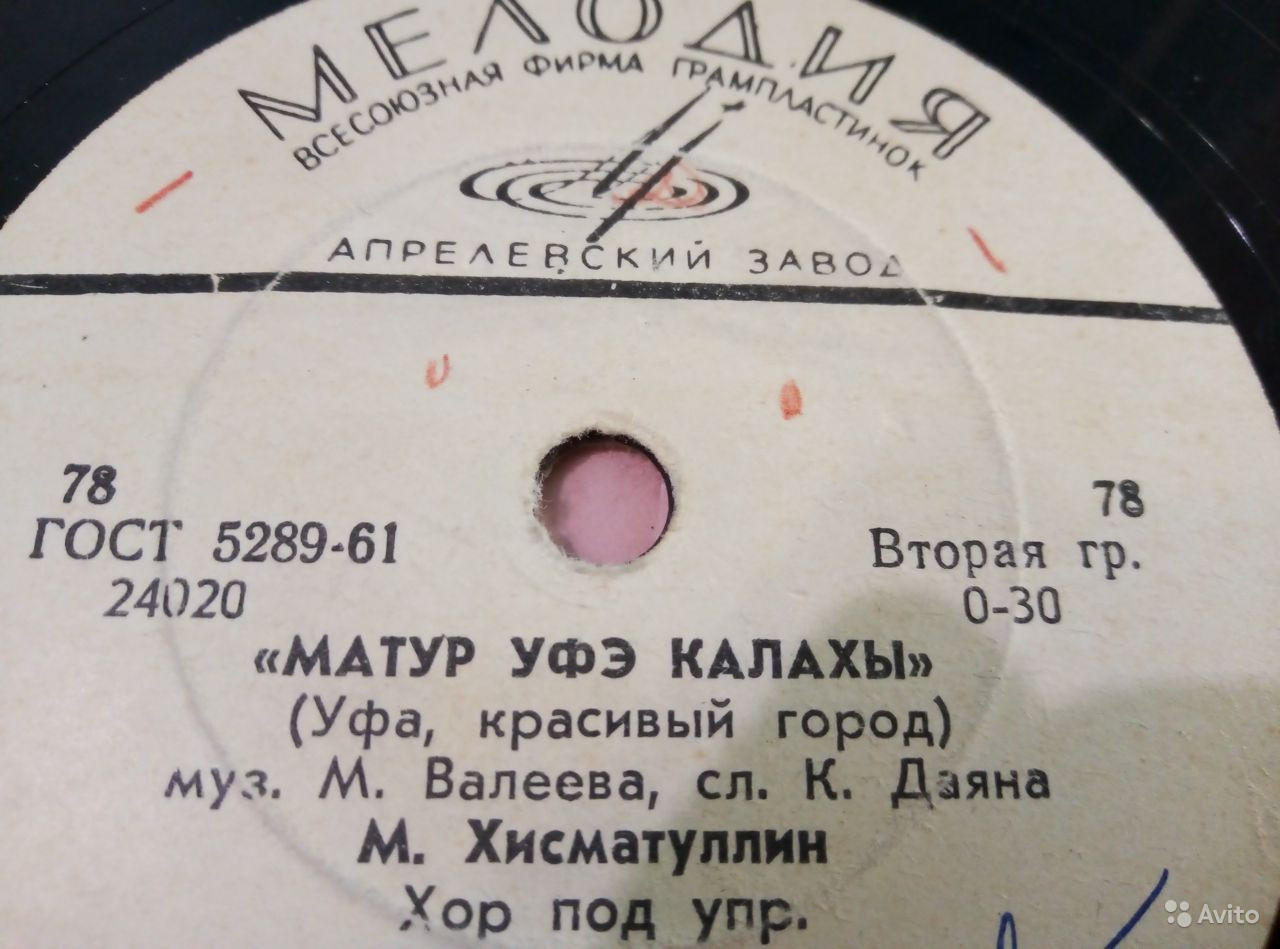 МЕЛОДИЯ
ВСЕСОЮЗНАЯ ФИРМА ГРАМПЛАСТИНОК
АПРЕЛЕВСКИЙ ЗАВОД
78
ГОСТ 5289-61
24020
78
Вторая гр.
0-30
«МАТУР УФЭ КАЛАХЫ»
(Уфа, красивый город)
муз. М. Валеева, сл. К. Даяна
М. Хисматуллин
Хор под упр.
Avito